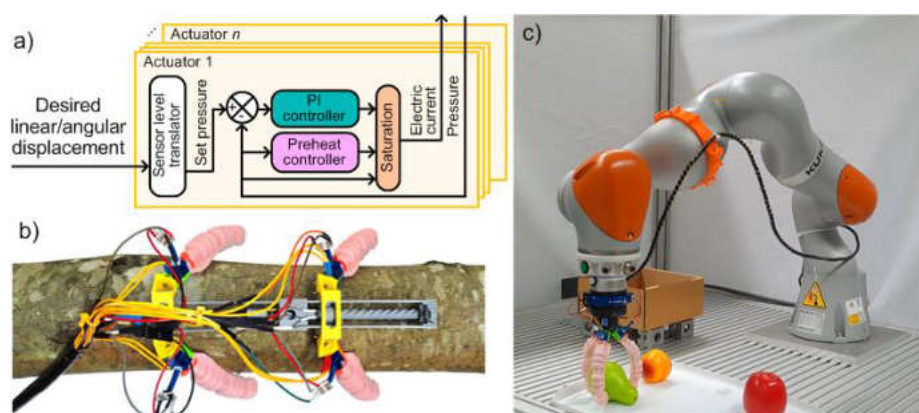 a)
Actuator n
Actuator 1
Desired
linear/angular
displacement
Sensor level
translator
Set pressure
+
-
PI
controller
Preheat
controller
Saturation
Electric
current
Pressure
b)
c)
KUKA